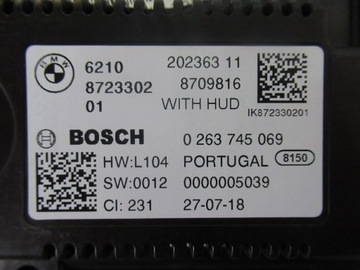 BMW
6210 202363 11
8723302 8709816
01 WITH HUD
IK872330201
BOSCH 0 263 745 069
HW:L104 PORTUGAL 8150
SW:0012 0000005039
CI: 231 27-07-18